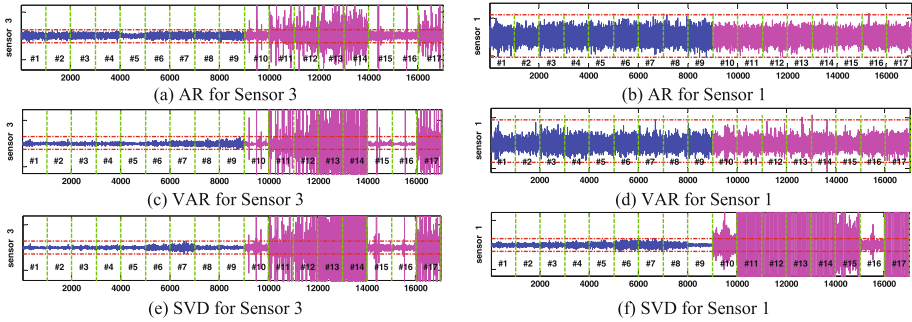 sensor 3
#1 #2 #3 #4 #5 #6 #7 #8 #9 #10 #11 #12 #13 #14 #15 #16 #17
2000 4000 6000 8000 10000 12000 14000 16000
(a) AR for Sensor 3
sensor 1
#1 #2 #3 #4 #5 #6 #7 #8 #9 #10 #11 #12 #13 #14 #15 #16 #17
2000 4000 6000 8000 10000 12000 14000 16000
(b) AR for Sensor 1
sensor 3
#1 #2 #3 #4 #5 #6 #7 #8 #9 #10 #11 #12 #13 #14 #15 #16 #17
2000 4000 6000 8000 10000 12000 14000 16000
(c) VAR for Sensor 3
sensor 1
#1 #2 #3 #4 #5 #6 #7 #8 #9 #10 #11 #12 #13 #14 #15 #16 #17
2000 4000 6000 8000 10000 12000 14000 16000
(d) VAR for Sensor 1
sensor 3
#1 #2 #3 #4 #5 #6 #7 #8 #9 #10 #11 #12 #13 #14 #15 #16 #17
2000 4000 6000 8000 10000 12000 14000 16000
(e) SVD for Sensor 3
sensor 1
#1 #2 #3 #4 #5 #6 #7 #8 #9 #10 #11 #12 #13 #14 #15 #16 #17
2000 4000 6000 8000 10000 12000 14000 16000
(f) SVD for Sensor 1